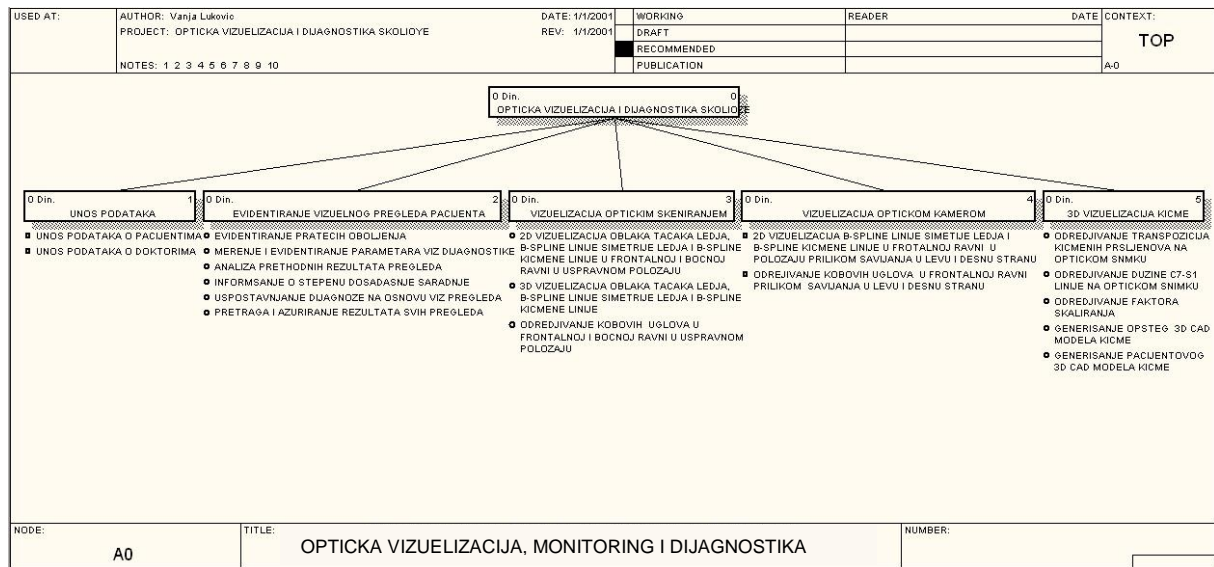 USED AT: AUTHOR: Vanja Lukovic DATE: 1/1/2001 WORKING READER DATE CONTEXT:
PROJECT: OPTICKA VIZUELIZACIJA I DIJAGNOSTIKA SKOLIOYE REV: 1/1/2001 DRAFT
RECOMMENDED
TOP
NOTES: 1 2 3 4 5 6 7 8 9 10 PUBLICATION A-0
0 Din. 0
OPTICKA VIZUELIZACIJA I DIJAGNOSTIKA SKOLIOZE
0 Din. 1
UNOS PODATAKA
UNOS PODATAKA O PACIJENTIMA
UNOS PODATAKA O DOKTORIMA
0 Din. 2
EVIDENTIRANJE VIZUELNOG PREGLEDA PACIJENTA
EVIDENTIRANJE PRATECIH OBOLJENJA
MERENJE I EVIDENTIRANJE PARAMETARA VIZ DIJAGNOSTIKE
ANALIZA PRETHODNIH REZULTATA PREGLEDA
INFORMSANJE O STEPENU DOSADASNJE SARADNJE
USPOSTAVNJANJE DIJAGNOZE NA OSNOVU VIZ PREGLEDA
PRETRAGA I AZURIRANJE REZULTATA SVIH PREGLEDA
0 Din. 3
VIZUELIZACIJA OPTICKIM SKENIRANJEM
2D VIZUELIZACIJA OBLAKA TACAKA LEDJA,
B-SPLINE LINIJE SIMETRIJE LEDJA I B-SPLINE
KICMENE LINIJE U FRONTALNOJ I BOCNOJ
RAVNI U USPRAVNOM POLOZAJU
3D VIZUELIZACIJA OBLAKA TACAKA LEDJA,
B-SPLINE LINIJE SIMETRIJE LEDJA I B-SPLINE
KICMENE LINIJE
ODREDJIVANJE KOBOVIH UGLOVA U
FRONTALNOJ I BOCNOJ RAVNI U USPRAVNOM
POLOZAJU
0 Din. 4
VIZUELIZACIJA OPTICKOM KAMEROM
2D VIZUELIZACIJA B-SPLINE LINIJE SIMETIJE LEDJA I
B-SPLINE KICMENE LINIJE U FROTALNOJ RAVNI U
POLOZAJU PRILIKOM SAVIJANJA U LEVU I DESNU STRANU
ODREJIVANJE KOBOVIH UGLOVA U FRONTALNOJ RAVNI
PRILIKOM SAVIJANJA U LEVU I DESNU STRANU
0 Din. 5
3D VIZUELIZACIJA KICME
ODREDJIVANJE TRANSPOZICIJA
KICMENIH PRSLJENOVA NA
OPTICKOM SNMKU
ODREDJIVANJE DUZINE C7-S1
LINIJE NA OPTICKOM SNIMKU
ODREDJIVANJE FAKTORA
SKALIRANJA
GENERISANJE OPSTEG 3D CAD
MODELA KICME
GENERISANJE PACIJENTOVOG
3D CAD MODELA KICME
NODE: TITLE: NUMBER:
A0 OPTICKA VIZUELIZACIJA, MONITORING I DIJAGNOSTIKA